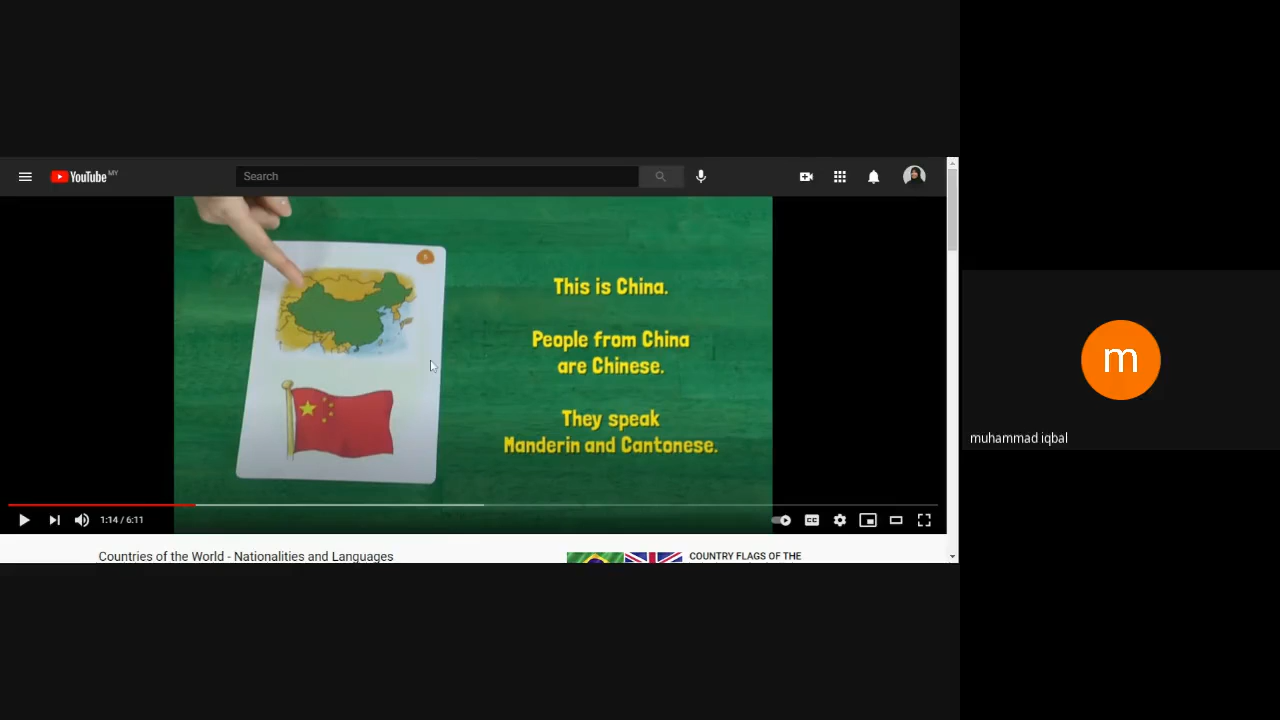 YouTube MY
Search
This is China.
People from China
are Chinese.
They speak
Manderin and Cantonese.
1:14 / 6:11
CC
Countries of the World - Nationalities and Languages
COUNTRY FLAGS OF THE
m
muhammad iqbal